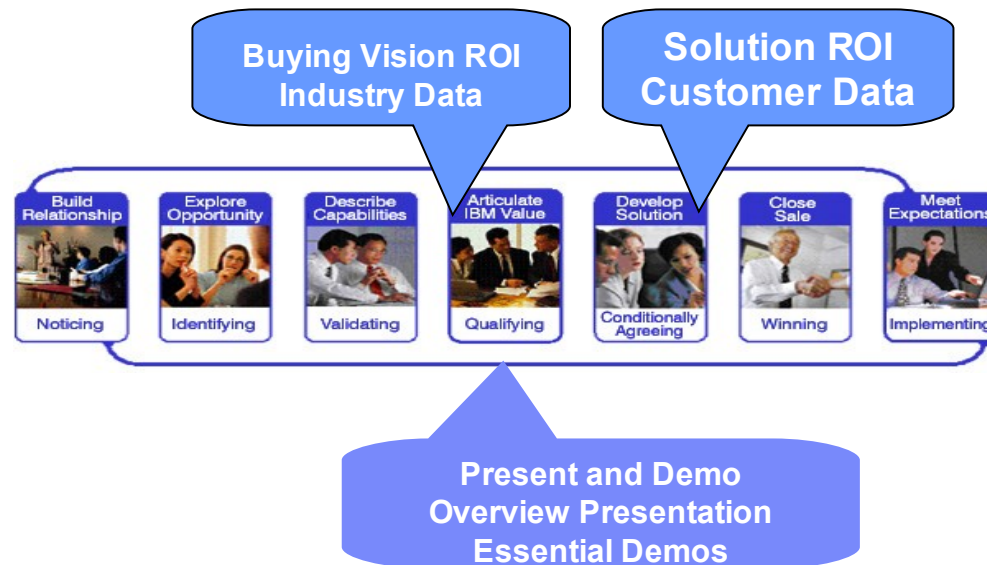 Buying Vision ROI
Industry Data
Solution ROI
Customer Data
Build
Relationship
Noticing
Explore
Opportunity
Identifying
Describe
Capabilities
Validating
Articulate
IBM Value
Qualifying
Develop
Solution
Conditionally
Agreeing
Close
Sale
Winning
Meet
Expectations
Implementing
Present and Demo
Overview Presentation
Essential Demos